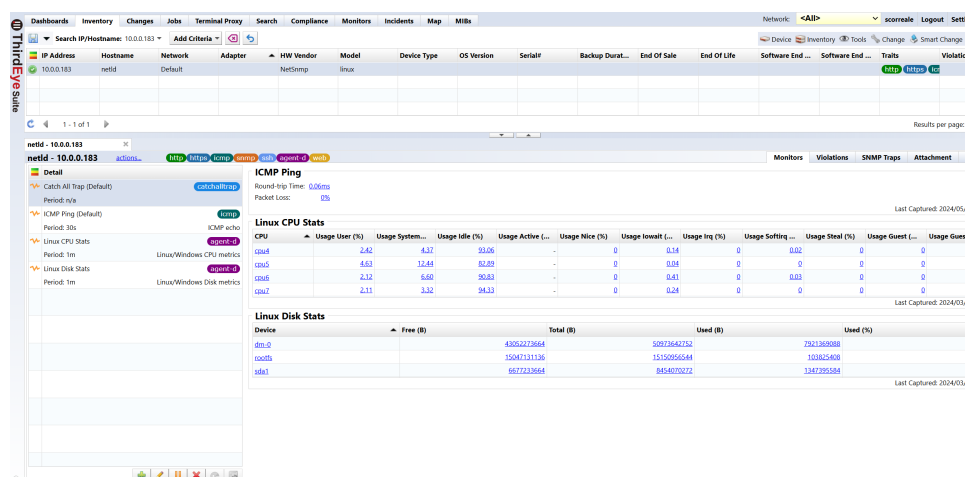 ThirdEye Suite
Dashboards Inventory Changes Jobs Terminal Proxy Search Compliance Monitors Incidents Map MIBs Network: <All> scorreale Logout Setti
Search IP/Hostname: 10.0.0.183 Add Criteria Device Inventory Tools Change Smart Change
IP Address Hostname Network Adapter HW Vendor Model Device Type OS Version Serial# Backup Durat... End Of Sale End Of Life Software End ... Software End ... Traits Violatio
10.0.0.183 netld Default NetSnmp linux http https ic
1 - 1 of 1 Results per page:
netld - 10.0.0.183
netld - 10.0.0.183 actions... http https icmp snmp ssh agent-d web Monitors Violations SNMP Traps Attachment
Detail
Catch All Trap (Default) catchalltrap
Period: n/a
ICMP Ping (Default) icmp
Period: 30s ICMP echo
Linux CPU Stats agent-d
Period: 1m Linux/Windows CPU metrics
Linux Disk Stats agent-d
Period: 1m Linux/Windows Disk metrics
ICMP Ping
Round-trip Time: 0.06ms
Packet Loss: 0%
Last Captured: 2024/05/
Linux CPU Stats
CPU Usage User (%) Usage System... Usage Idle (%) Usage Active (... Usage Nice (%) Usage Iowait (... Usage Irq (%) Usage Softirq ... Usage Steal (%) Usage Guest (... Usage Gues
cpu4 2.42 4.37 93.06 - 0 0.14 0 0.02 0 0
cpu5 4.63 12.44 82.89 - 0 0.04 0 0 0 0
cpu6 2.12 6.60 90.83 - 0 0.41 0 0.03 0 0
cpu7 2.11 3.32 94.33 - 0 0.24 0 0 0 0
Last Captured: 2024/03/
Linux Disk Stats
Device Free (B) Total (B) Used (B) Used (%)
dm-0 43052273664 50973642752 7921369088
rootfs 15047131136 15150956544 103825408
sda1 6677233664 8454070272 1347395584
Last Captured: 2024/03/